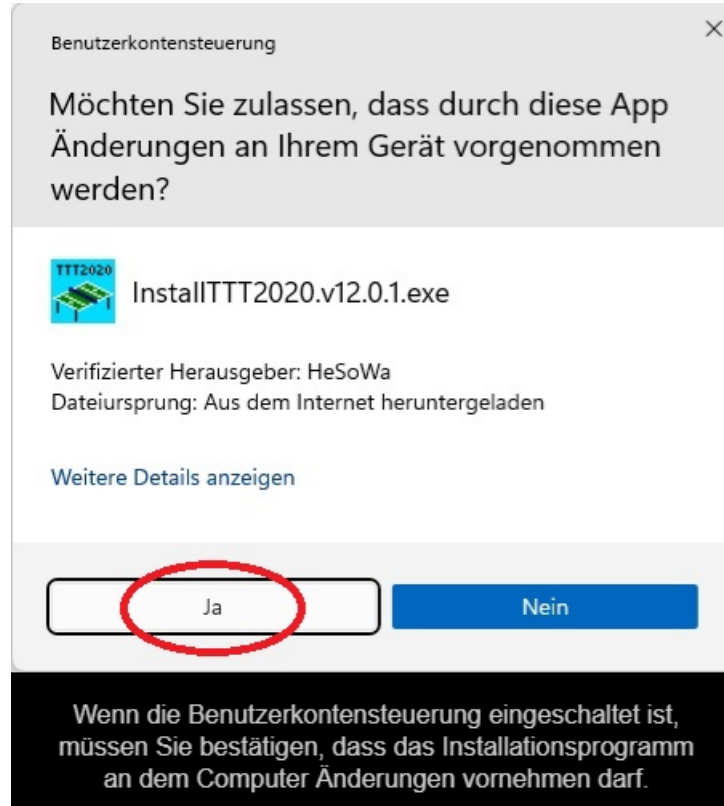 Benutzerkontensteuerung
Möchten Sie zulassen, dass durch diese App
Änderungen an Ihrem Gerät vorgenommen
werden?
TTT2020
InstallTTT2020.v12.0.1.exe
Verifizierter Herausgeber: HeSoWa
Dateiursprung: Aus dem Internet heruntergeladen
Weitere Details anzeigen
Ja
Nein
Wenn die Benutzerkontensteuerung eingeschaltet ist,
müssen Sie bestätigen, dass das Installationsprogramm
an dem Computer Änderungen vornehmen darf.